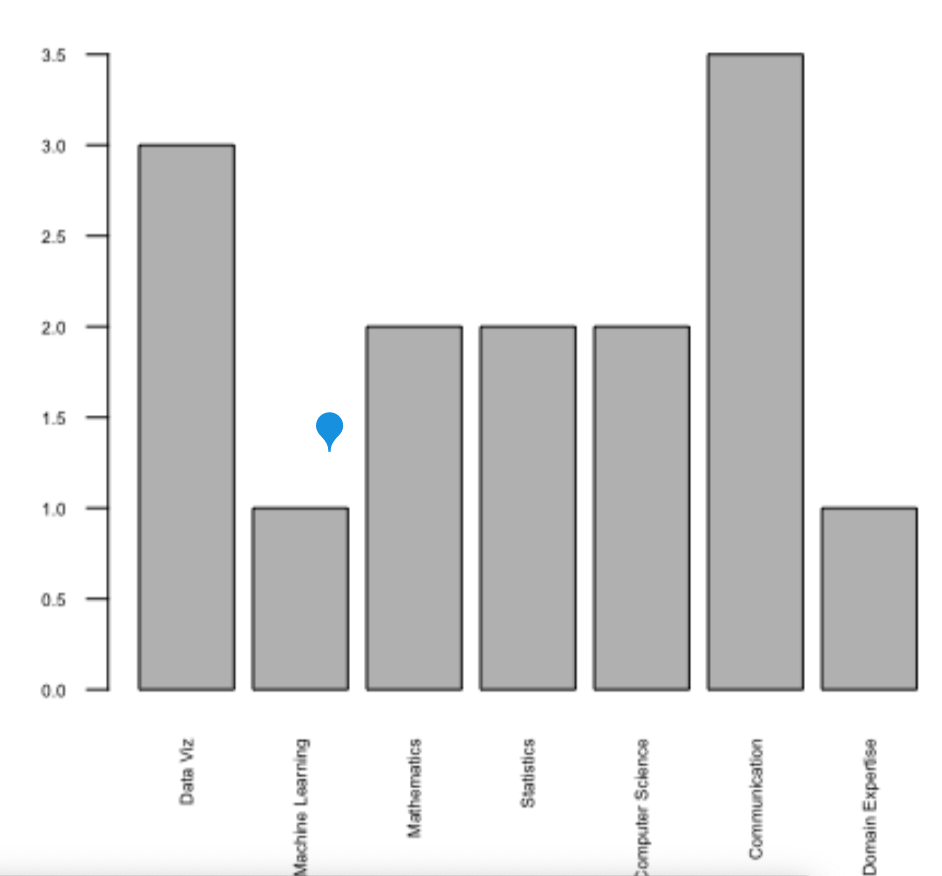 3.5
3.0
2.5
2.0
1.5
1.0
0.5
0.0
Data Viz
Machine Learning
Mathematics
Statistics
Computer Science
Communication
Domain Expertise